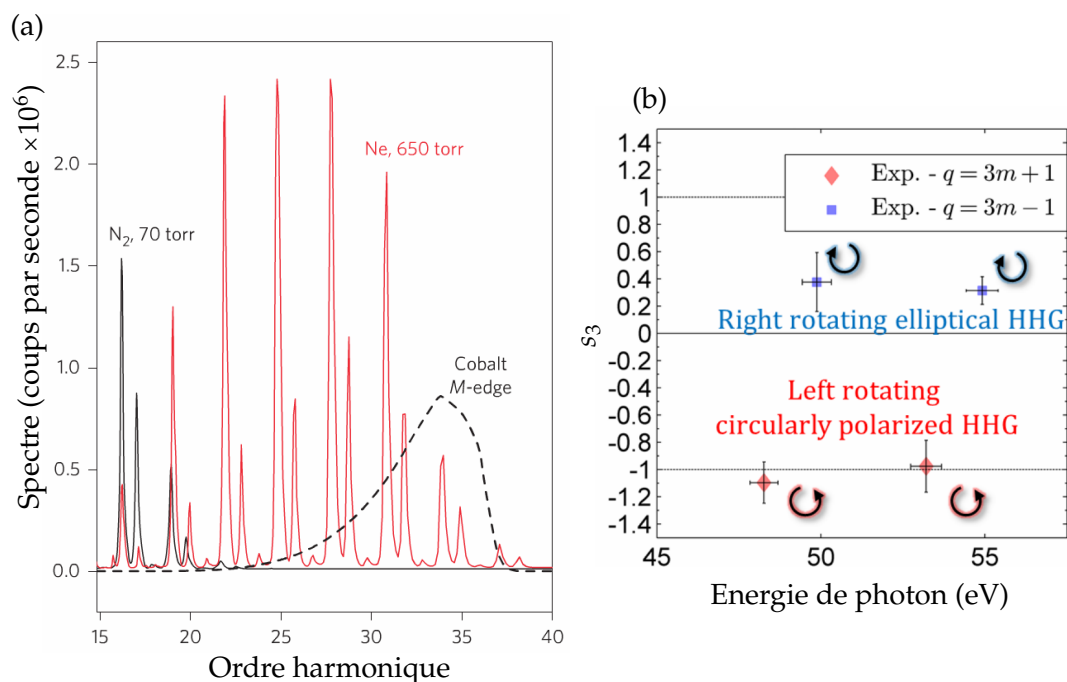 (a)
2.5
2.0
1.5
1.0
0.5
0.0
Spectre (coups par seconde ×10⁶)
Ne, 650 torr
N₂, 70 torr
Cobalt
M-edge
15 20 25 30 35 40
Ordre harmonique
(b)
1.4
1.2
1
0.8
0.6
0.4
0.2
0
-0.2
-0.4
-0.6
-0.8
-1
-1.2
-1.4
s₃
Exp. - q = 3m + 1
Exp. - q = 3m − 1
Right rotating elliptical HHG
Left rotating
circularly polarized HHG
45 50 55
Energie de photon (eV)